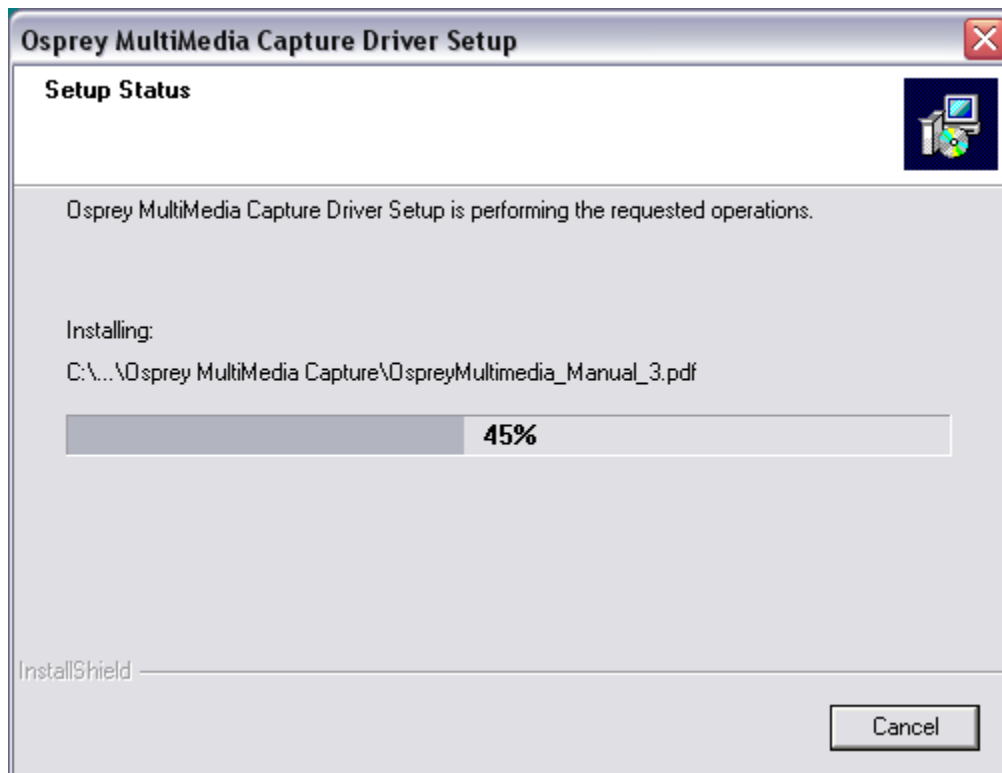 Osprey MultiMedia Capture Driver Setup
Setup Status
Osprey MultiMedia Capture Driver Setup is performing the requested operations.
Installing:
C:\...\Osprey MultiMedia Capture\OspreyMultimedia_Manual_3.pdf
45%
InstallShield
Cancel